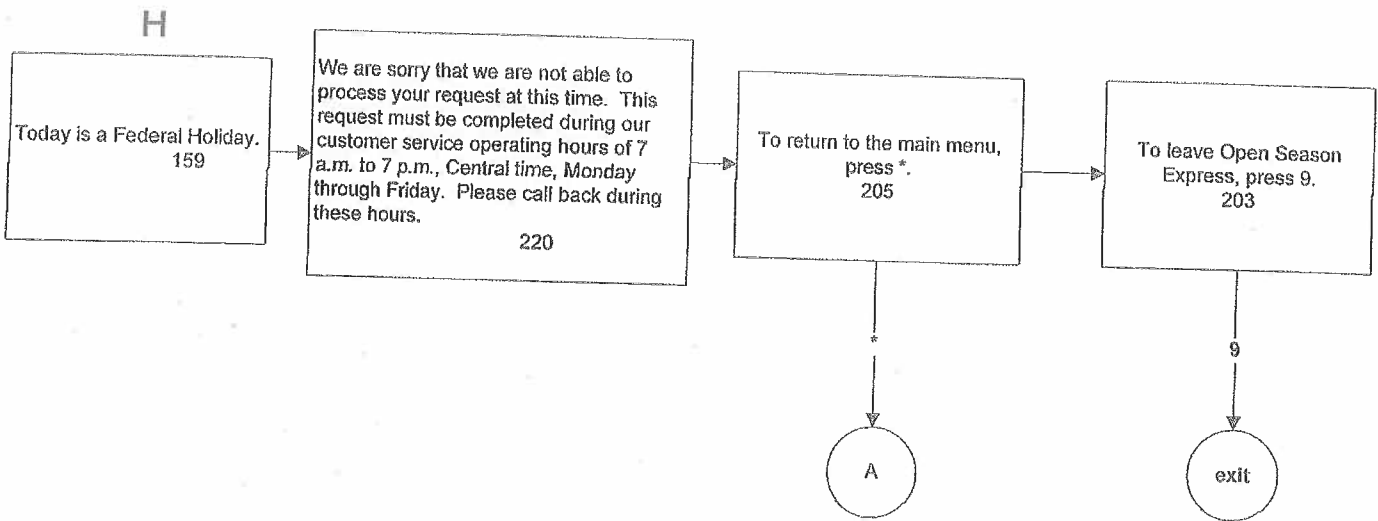 H
Today is a Federal Holiday.
159
We are sorry that we are not able to
process your request at this time. This
request must be completed during our
customer service operating hours of 7
a.m. to 7 p.m., Central time, Monday
through Friday. Please call back during
these hours.
220
To return to the main menu,
press *.
205
To leave Open Season
Express, press 9.
203
*
9
A
exit